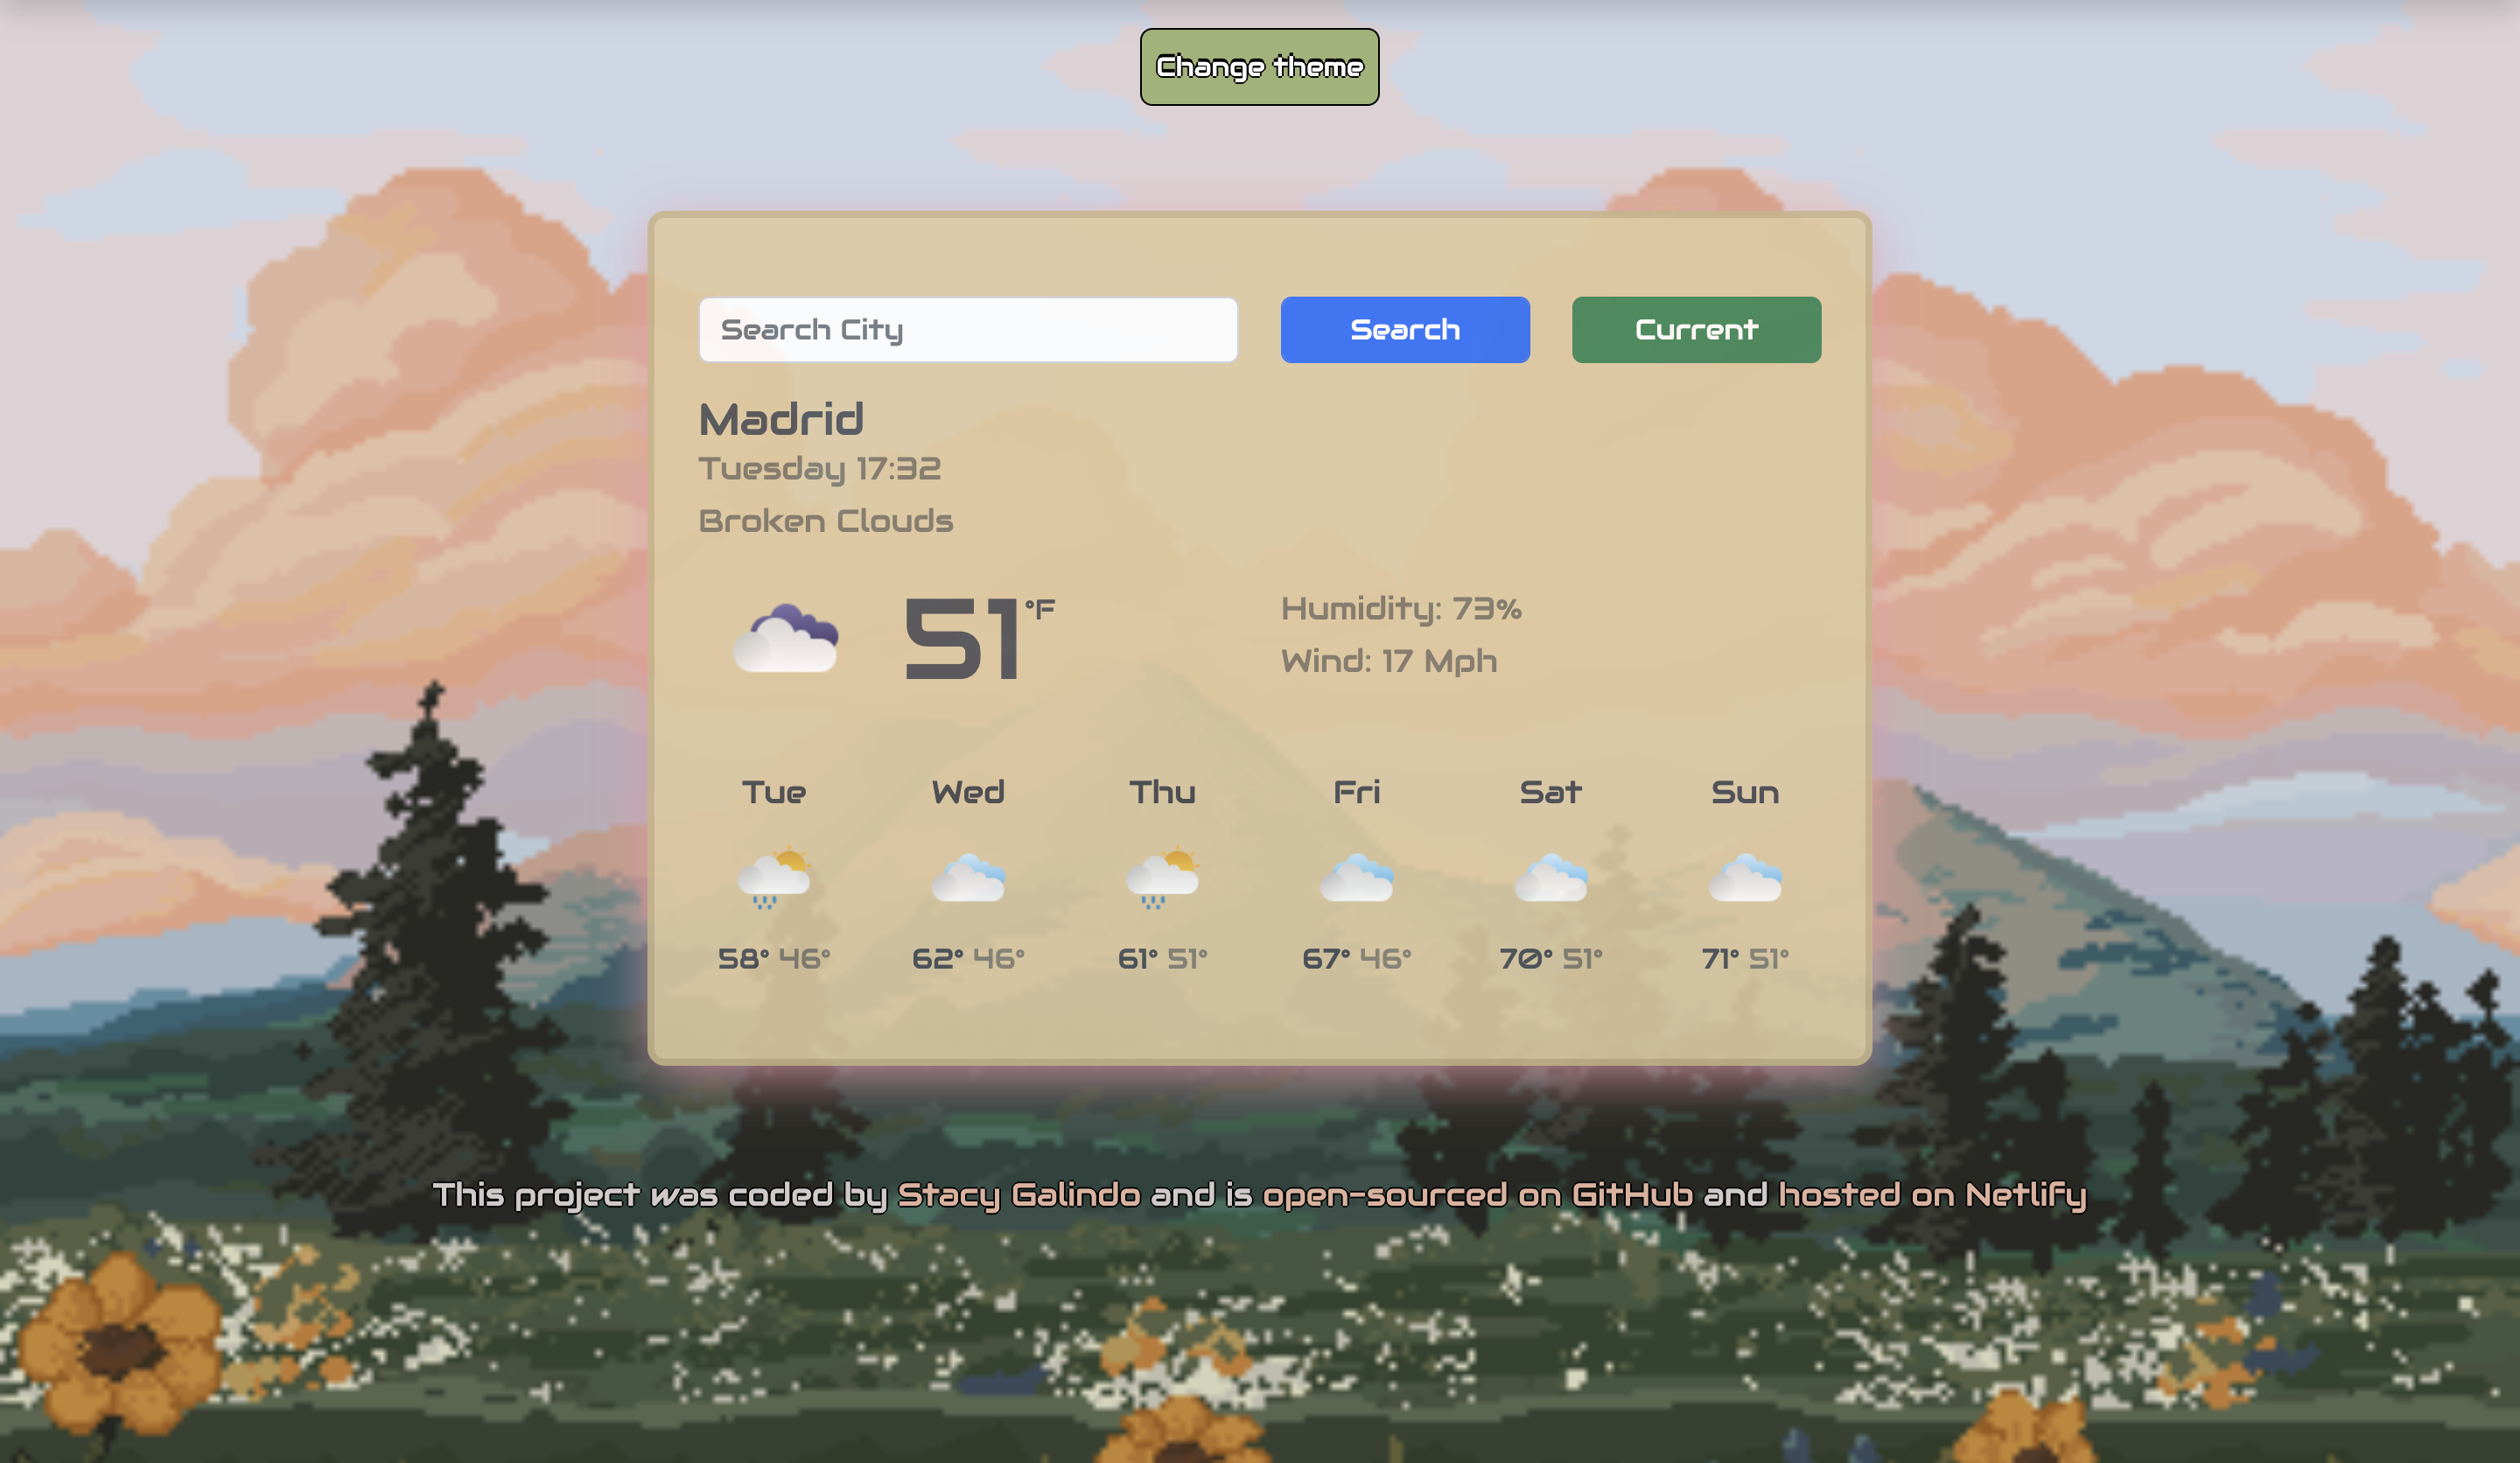 Change theme
Search City
Search
Current
Madrid
Tuesday 17:32
Broken Clouds
51°F
Humidity: 73%
Wind: 17 Mph
Tue Wed Thu Fri Sat Sun
58° 46° 62° 46° 61° 51° 67° 46° 70° 51° 71° 51°
This project was coded by Stacy Galindo and is open-sourced on GitHub and hosted on Netlify